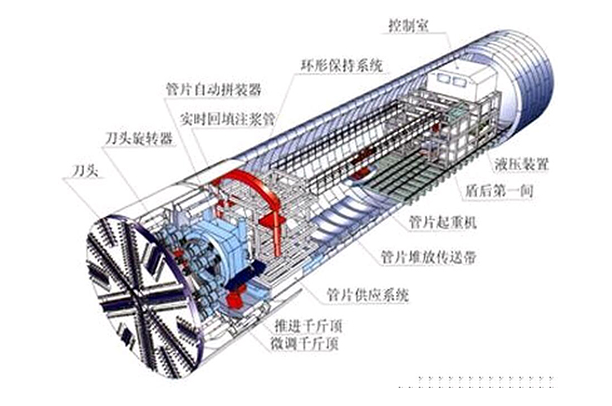 控制室
环形保持系统
管片自动拼装器
实时回填注浆管
刀头旋转器
刀头
液压装置
盾后第一间
管片起重机
管片堆放传送带
管片供应系统
推进千斤顶
微调千斤顶